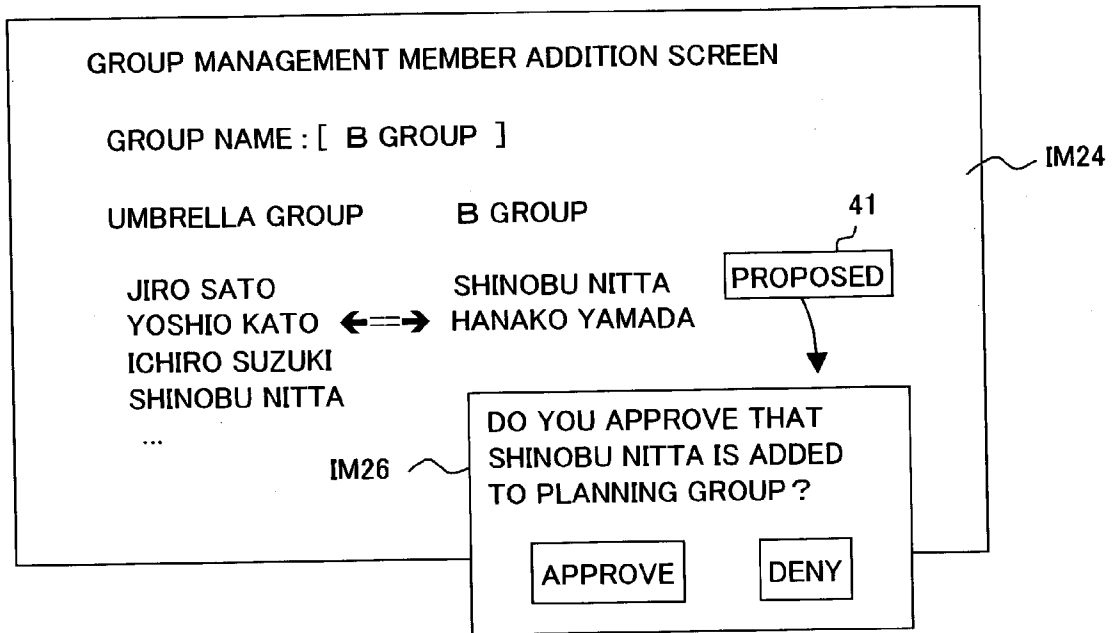 GROUP MANAGEMENT MEMBER ADDITION SCREEN
GROUP NAME : [ B GROUP ]
IM24
UMBRELLA GROUP B GROUP
41
JIRO SATO SHINOBU NITTA PROPOSED
YOSHIO KATO HANAKO YAMADA
ICHIRO SUZUKI
SHINOBU NITTA
...
IM26
DO YOU APPROVE THAT
SHINOBU NITTA IS ADDED
TO PLANNING GROUP ?
APPROVE DENY